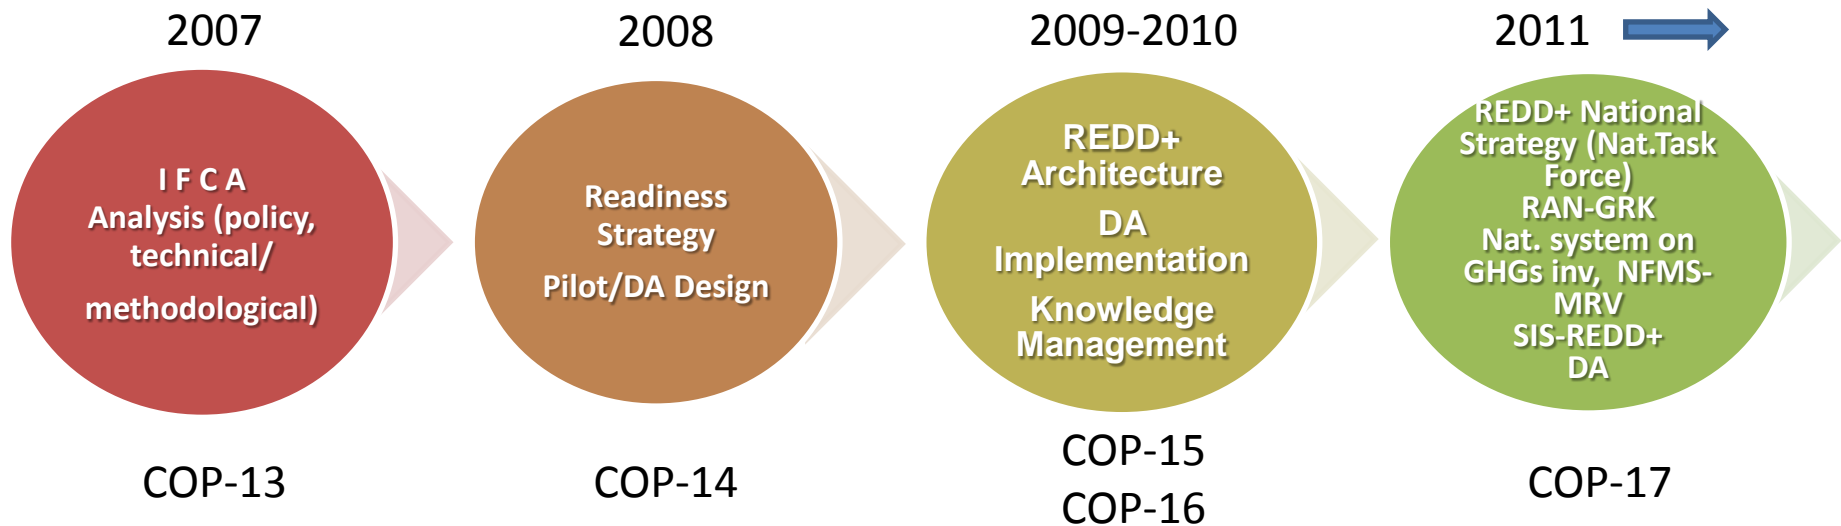 2007
I F C A
Analysis (policy,
technical/
methodological)
COP-13
2008
Readiness
Strategy
Pilot/DA Design
COP-14
2009-2010
REDD+
Architecture
DA
Implementation
Knowledge
Management
COP-15
COP-16
2011
REDD+ National
Strategy (Nat.Task
Force)
RAN-GRK
Nat. system on
GHGs inv, NFMS-
MRV
SIS-REDD+
DA
COP-17